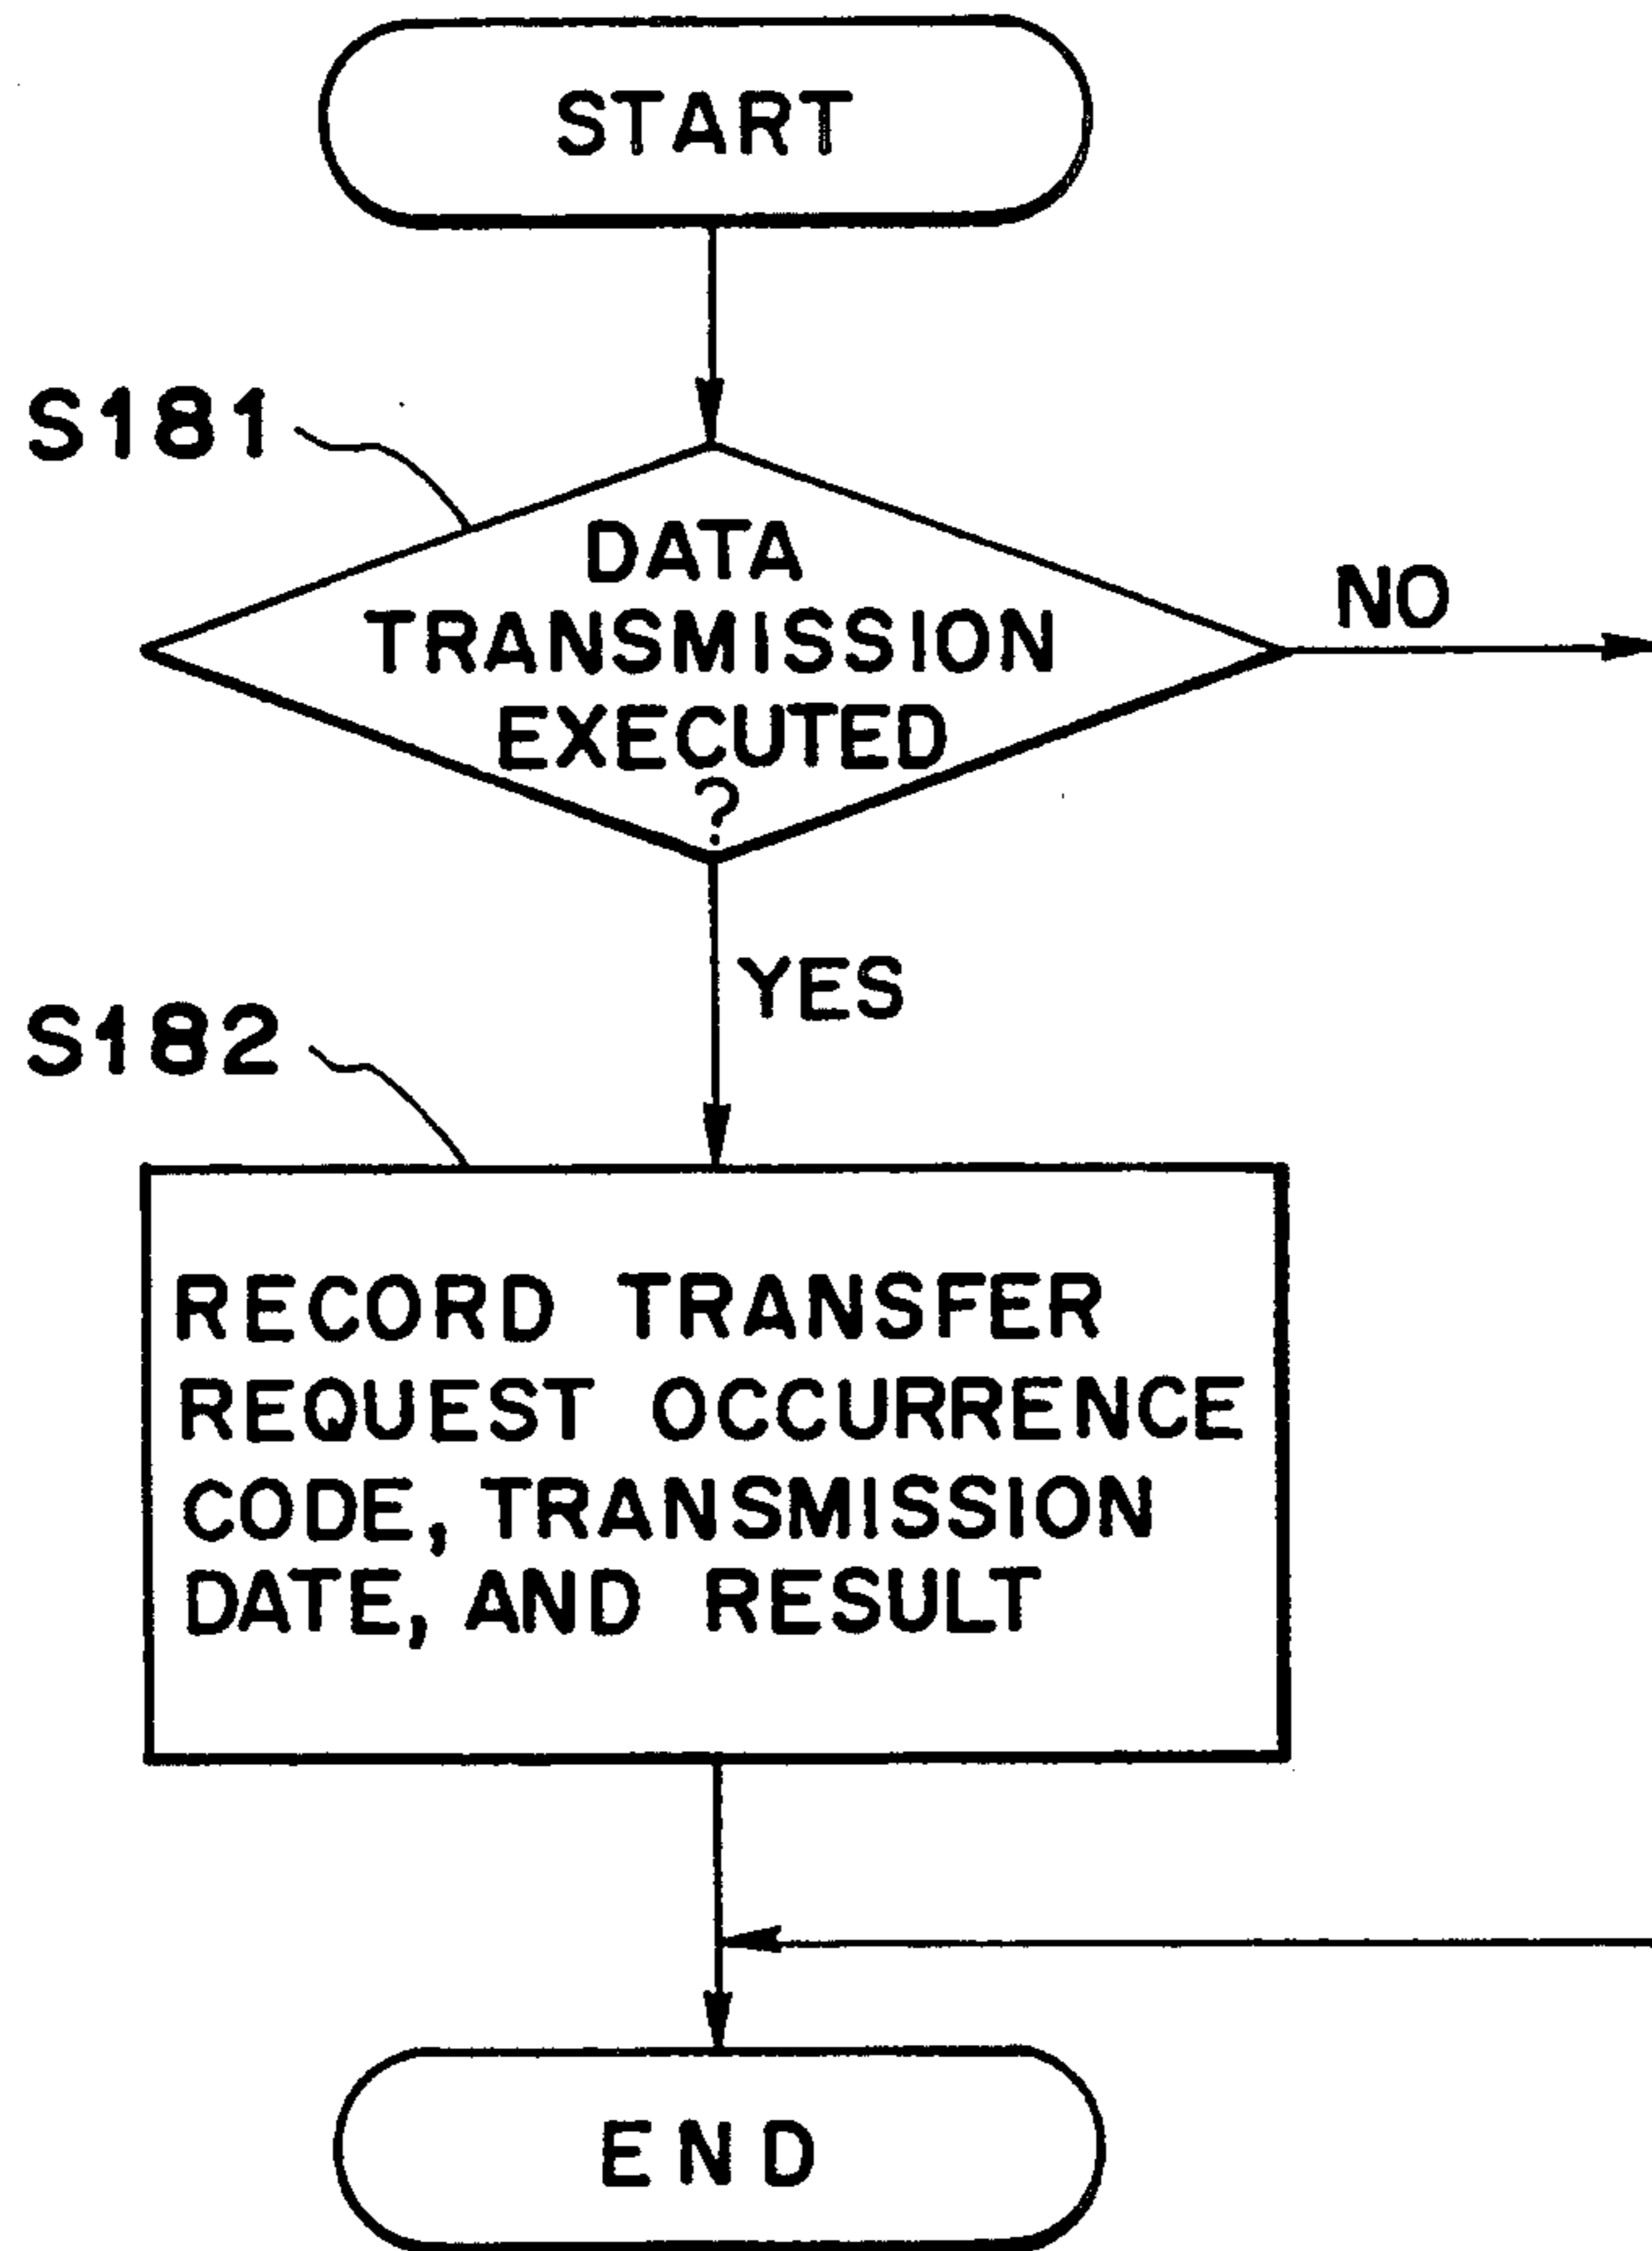 START
S181
DATA
TRANSMISSION
EXECUTED
?
NO
YES
S182
RECORD TRANSFER
REQUEST OCCURRENCE
CODE, TRANSMISSION
DATE, AND RESULT
END